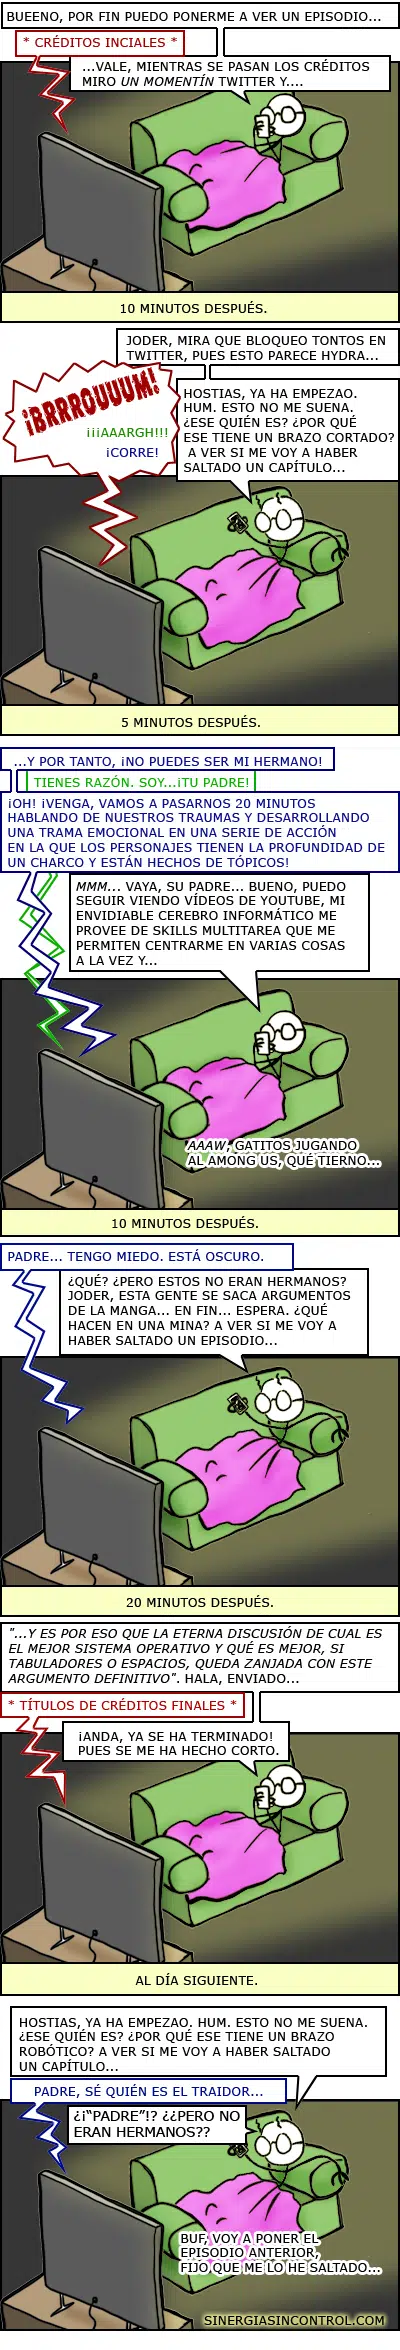 BUEENO, POR FIN PUEDO PONERME A VER UN EPISODIO...
* CRÉDITOS INCIALES *
...VALE, MIENTRAS SE PASAN LOS CRÉDITOS
MIRO UN MOMENTÍN TWITTER Y....
10 MINUTOS DESPUÉS.
JODER, MIRA QUE BLOQUEO TONTOS EN
TWITTER, PUES ESTO PARECE HYDRA...
¡BRRROUUUM!
¡¡¡AAARGH!!!
¡CORRE!
HOSTIAS, YA HA EMPEZAO.
HUM. ESTO NO ME SUENA.
¿ESE QUIÉN ES? ¿POR QUÉ
ESE TIENE UN BRAZO CORTADO?
A VER SI ME VOY A HABER
SALTADO UN CAPÍTULO...
5 MINUTOS DESPUÉS.
...Y POR TANTO, ¡NO PUEDES SER MI HERMANO!
TIENES RAZÓN. SOY...¡TU PADRE!
¡OH! ¡VENGA, VAMOS A PASARNOS 20 MINUTOS
HABLANDO DE NUESTROS TRAUMAS Y DESARROLLANDO
UNA TRAMA EMOCIONAL EN UNA SERIE DE ACCIÓN
EN LA QUE LOS PERSONAJES TIENEN LA PROFUNDIDAD DE
UN CHARCO Y ESTÁN HECHOS DE TÓPICOS!
MMM... VAYA, SU PADRE... BUENO, PUEDO
SEGUIR VIENDO VÍDEOS DE YOUTUBE, MI
ENVIDIABLE CEREBRO INFORMÁTICO ME
PROVEE DE SKILLS MULTITAREA QUE ME
PERMITEN CENTRARME EN VARIAS COSAS
A LA VEZ Y...
AAAW, GATITOS JUGANDO
AL AMONG US, QUÉ TIERNO...
10 MINUTOS DESPUÉS.
PADRE... TENGO MIEDO. ESTÁ OSCURO.
¿QUÉ? ¿PERO ESTOS NO ERAN HERMANOS?
JODER, ESTA GENTE SE SACA ARGUMENTOS
DE LA MANGA... EN FIN... ESPERA. ¿QUÉ
HACEN EN UNA MINA? A VER SI ME VOY A
HABER SALTADO UN EPISODIO...
20 MINUTOS DESPUÉS.
"...Y ES POR ESO QUE LA ETERNA DISCUSIÓN DE CUAL ES
EL MEJOR SISTEMA OPERATIVO Y QUÉ ES MEJOR, SI
TABULADORES O ESPACIOS, QUEDA ZANJADA CON ESTE
ARGUMENTO DEFINITIVO". HALA, ENVIADO...
* TÍTULOS DE CRÉDITOS FINALES *
¡ANDA, YA SE HA TERMINADO!
PUES SE ME HA HECHO CORTO.
AL DÍA SIGUIENTE.
HOSTIAS, YA HA EMPEZAO. HUM. ESTO NO ME SUENA.
¿ESE QUIÉN ES? ¿POR QUÉ ESE TIENE UN BRAZO
ROBÓTICO? A VER SI ME VOY A HABER SALTADO
UN CAPÍTULO...
PADRE, SÉ QUIÉN ES EL TRAIDOR...
¿¡"PADRE"!? ¿¿PERO NO
ERAN HERMANOS??
BUF, VOY A PONER EL
EPISODIO ANTERIOR,
FIJO QUE ME LO HE SALTADO...
SINERGIASINCONTROL.COM